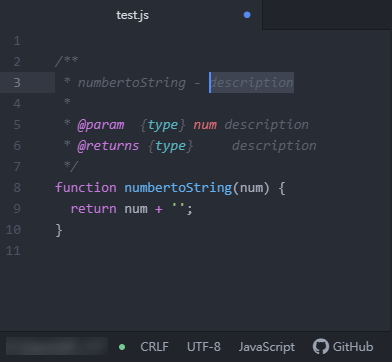 test.js
1
2 /**
3 * numbertoString - description
4 *
5 * @param {type} num description
6 * @returns {type} description
7 */
8 function numbertoString(num) {
9 return num + '';
10 }
11
CRLF UTF-8 JavaScript GitHub